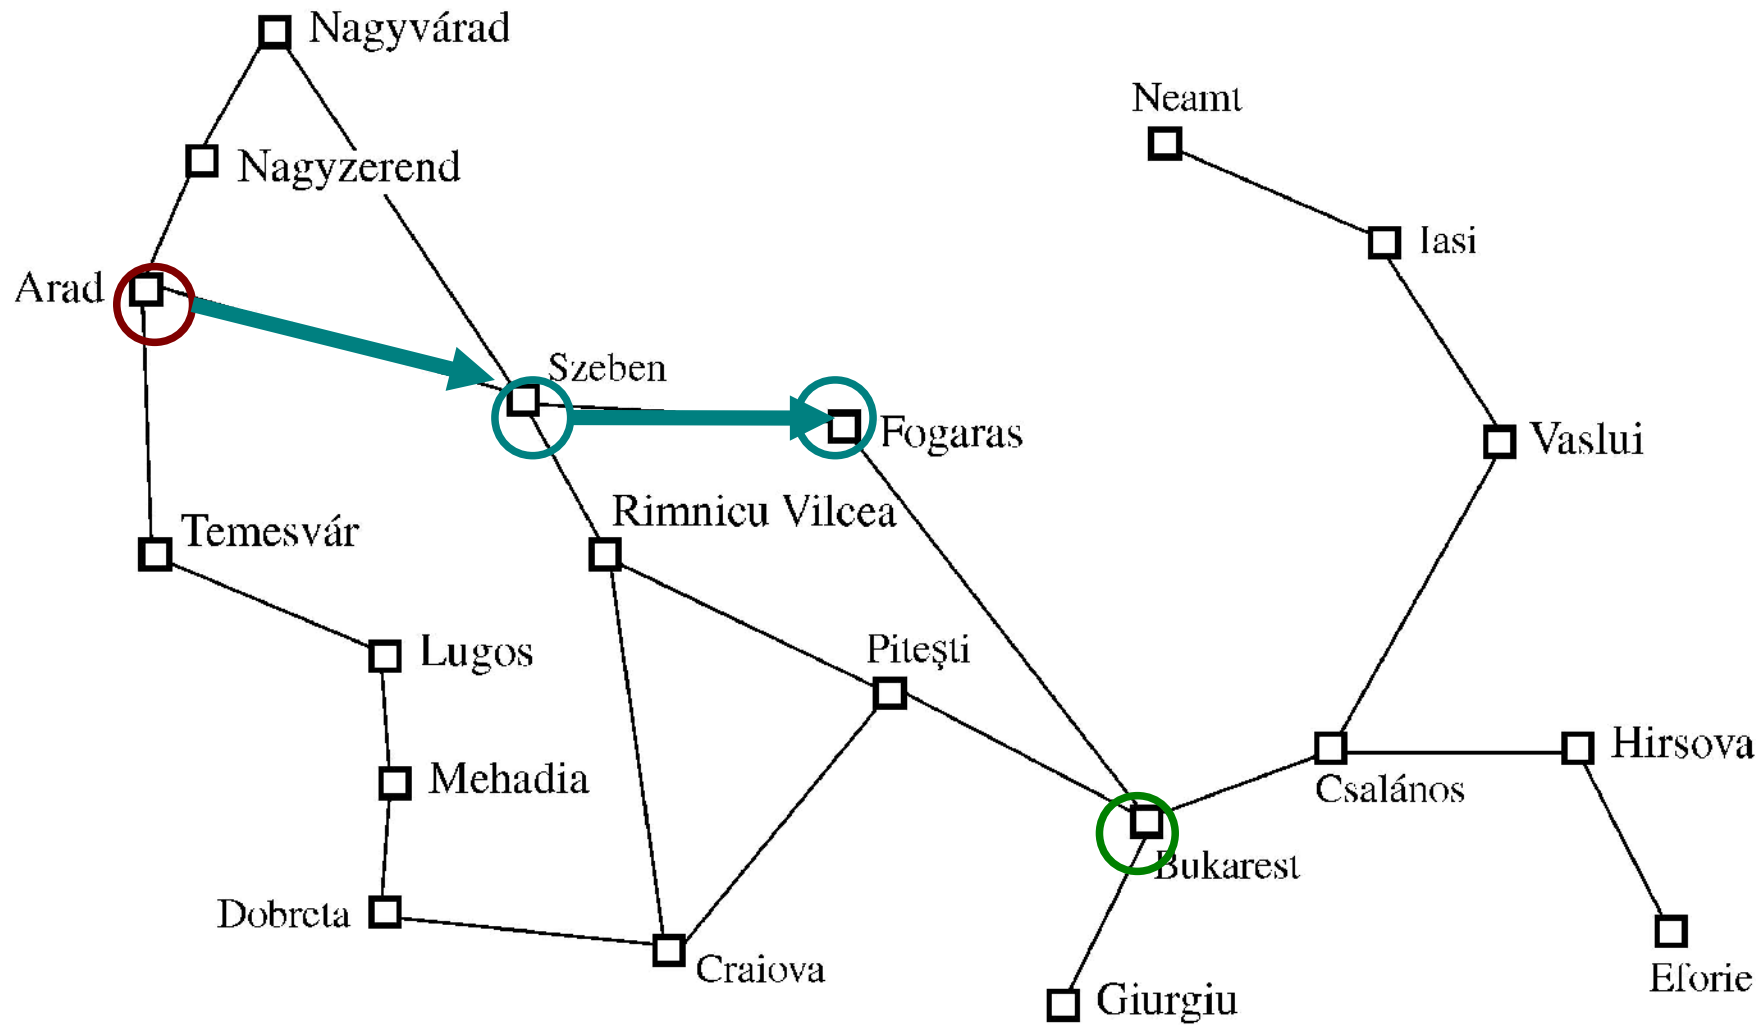 Nagyvárad
Neamt
Nagyzerend
Iasi
Arad
Szeben
Fogaras
Vaslui
Rimnicu Vilcea
Temesvár
Lugos
Piteşti
Hirsova
Mehadia
Csalános
Bukarest
Dobreta
Craiova
Eforie
Giurgiu